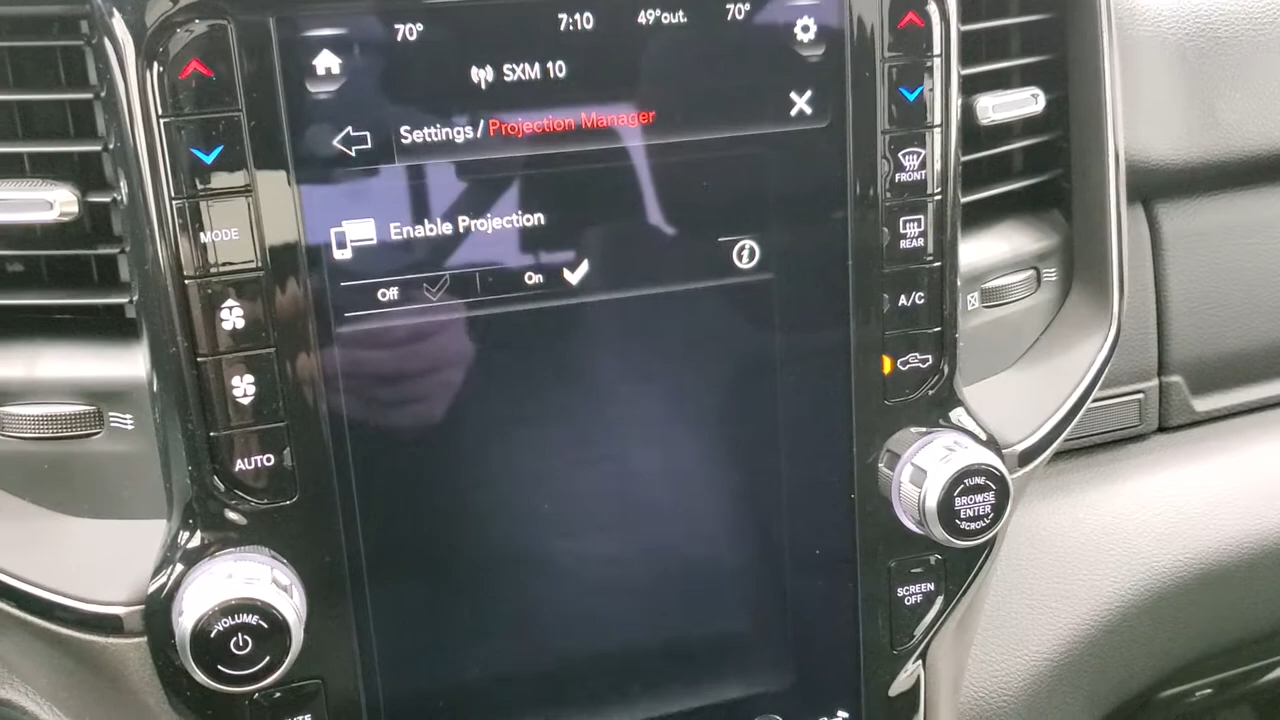 70° 7:10 49°out. 70°
SXM 10
Settings / Projection Manager
Enable Projection
Off On
MODE
AUTO
VOLUME
FRONT
REAR
A/C
TUNE
BROWSE
ENTER
SCROLL
SCREEN
OFF